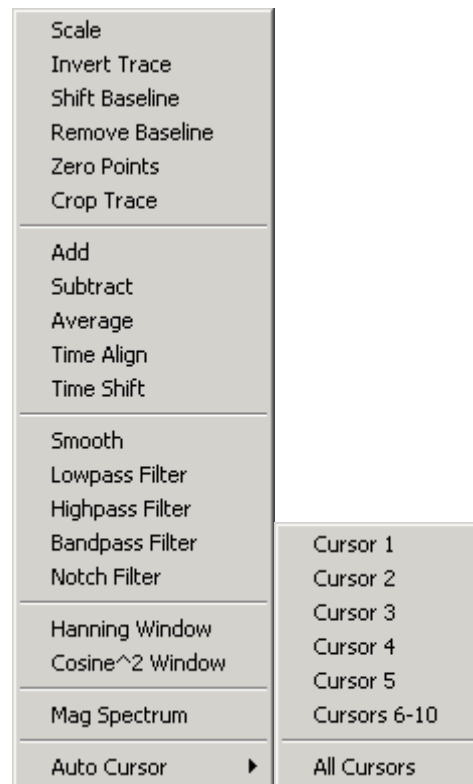 Scale
Invert Trace
Shift Baseline
Remove Baseline
Zero Points
Crop Trace
Add
Subtract
Average
Time Align
Time Shift
Smooth
Lowpass Filter
Highpass Filter
Bandpass Filter
Notch Filter
Hanning Window
Cosine^2 Window
Mag Spectrum
Auto Cursor
Cursor 1
Cursor 2
Cursor 3
Cursor 4
Cursor 5
Cursors 6-10
All Cursors